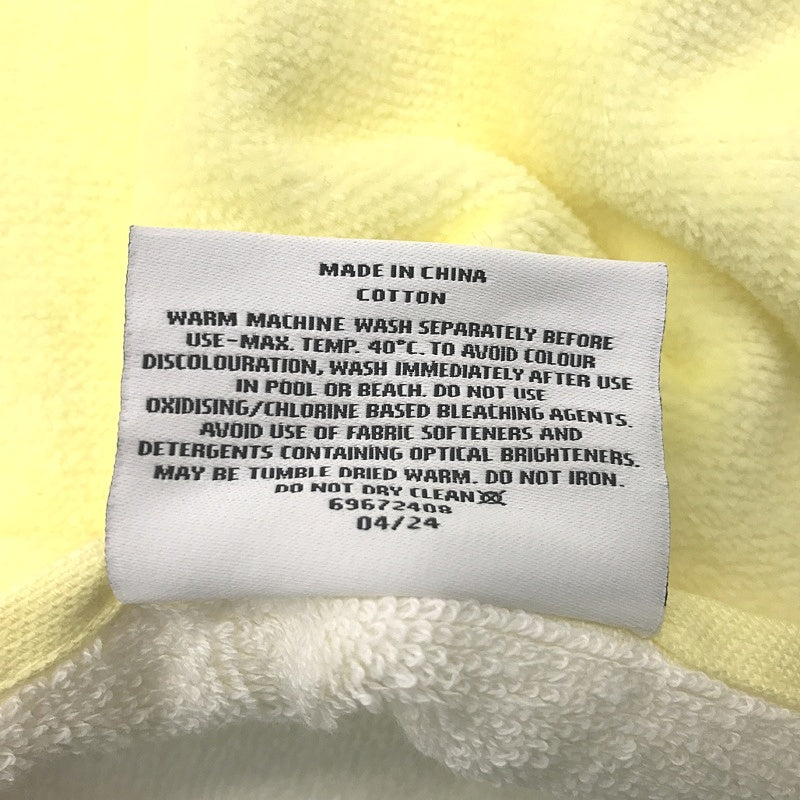 MADE IN CHINA
COTTON
WARM MACHINE WASH SEPARATELY BEFORE
USE-MAX. TEMP. 40°C. TO AVOID COLOUR
DISCOLOURATION, WASH IMMEDIATELY AFTER USE
IN POOL OR BEACH. DO NOT USE
OXIDISING/CHLORINE BASED BLEACHING AGENTS.
AVOID USE OF FABRIC SOFTENERS AND
DETERGENTS CONTAINING OPTICAL BRIGHTENERS.
MAY BE TUMBLE DRIED WARM. DO NOT IRON.
DO NOT DRY CLEAN
69672408
04/24